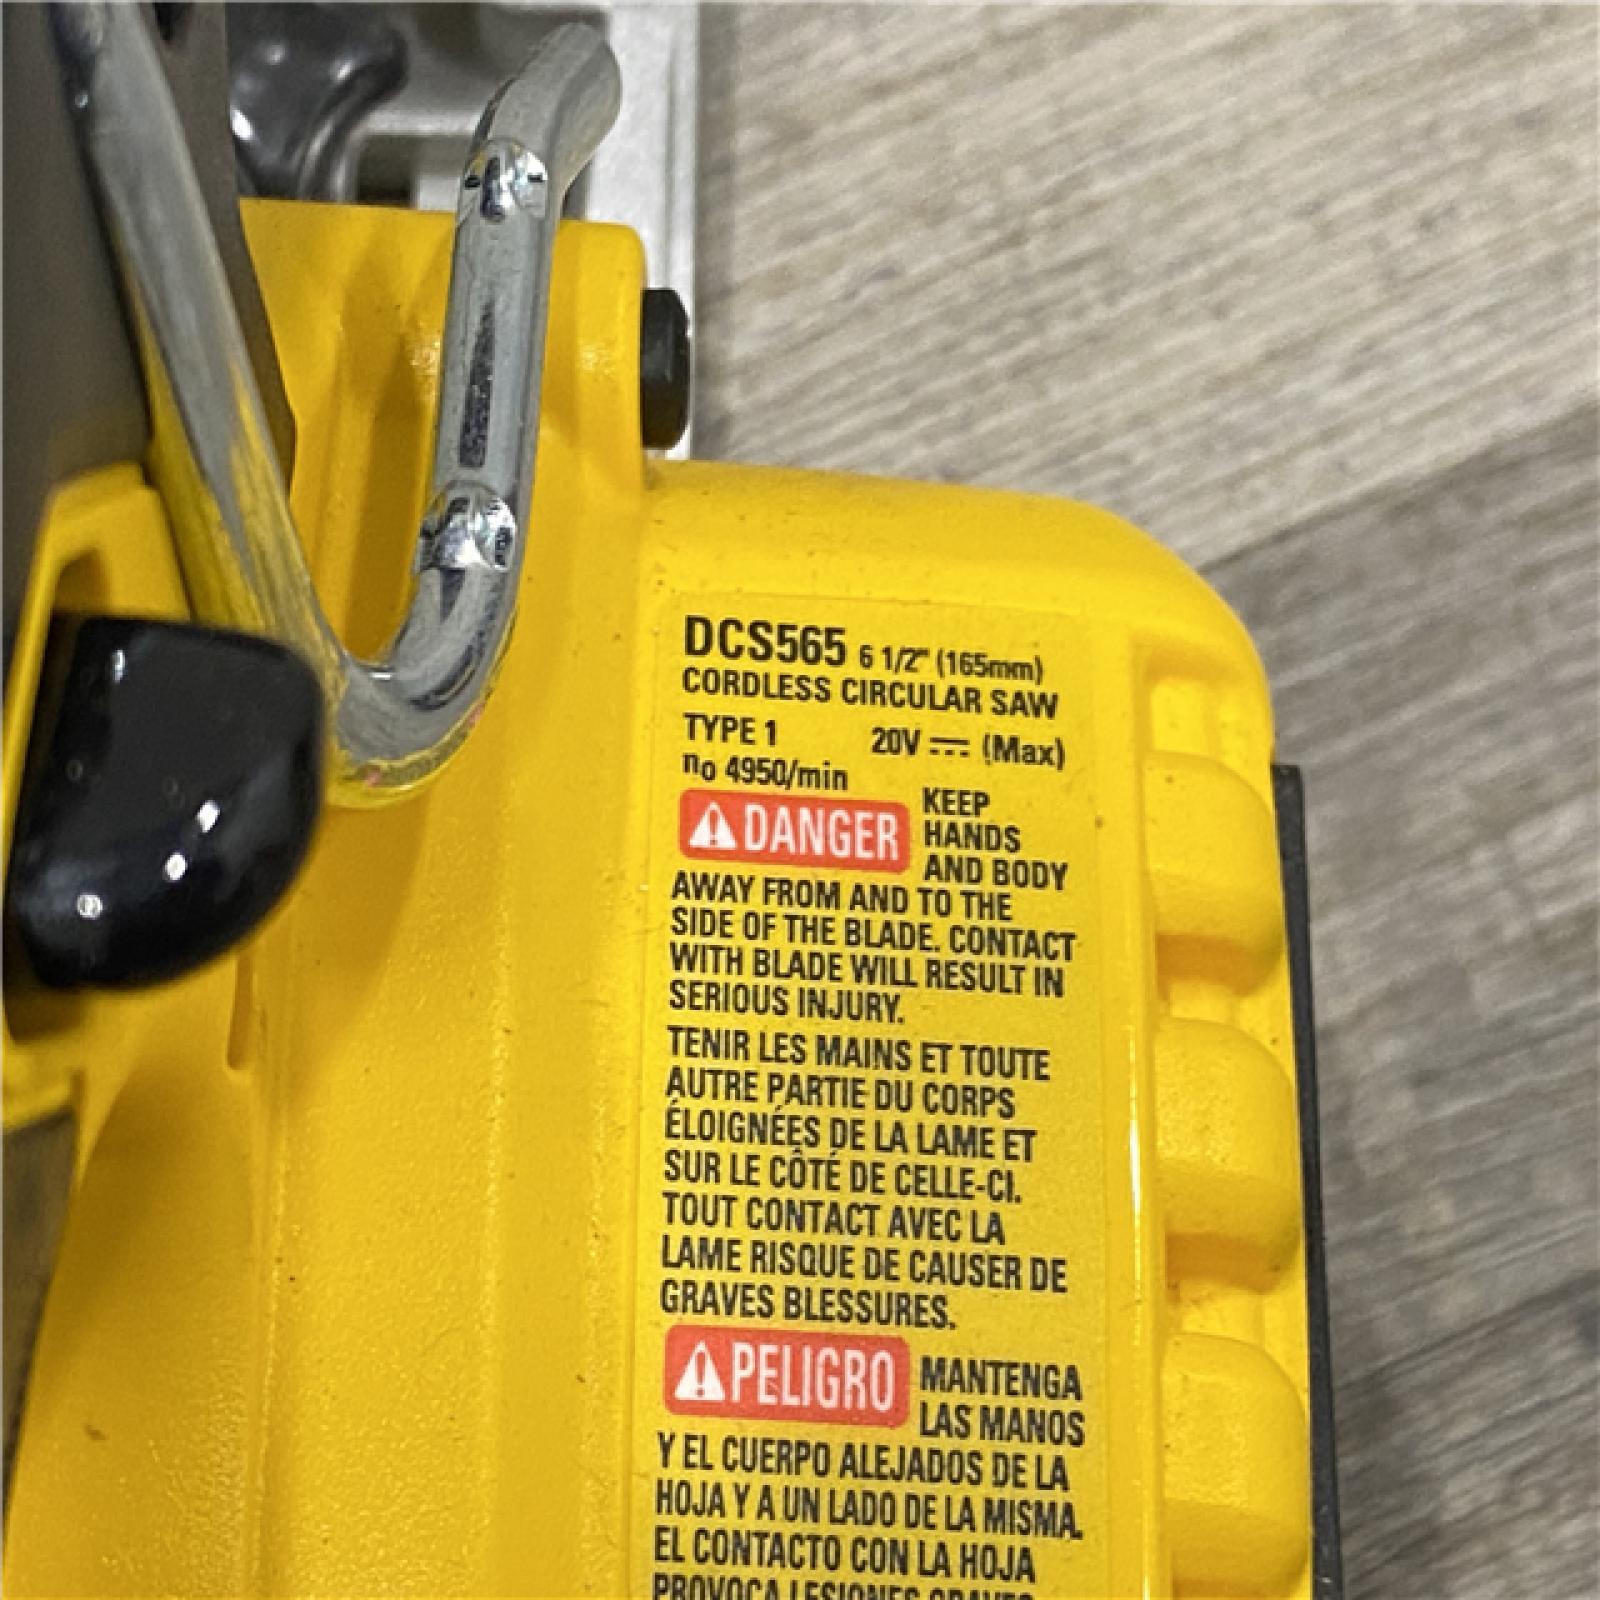 DCS565 6 1/2" (165mm)
CORDLESS CIRCULAR SAW
TYPE 1 20V ⎓ (Max)
no 4950/min
DANGER KEEP
HANDS
AND BODY
AWAY FROM AND TO THE
SIDE OF THE BLADE. CONTACT
WITH BLADE WILL RESULT IN
SERIOUS INJURY.
TENIR LES MAINS ET TOUTE
AUTRE PARTIE DU CORPS
ÉLOIGNÉES DE LA LAME ET
SUR LE CÔTÉ DE CELLE-CI.
TOUT CONTACT AVEC LA
LAME RISQUE DE CAUSER DE
GRAVES BLESSURES.
PELIGRO MANTENGA
LAS MANOS
Y EL CUERPO ALEJADOS DE LA
HOJA Y A UN LADO DE LA MISMA.
EL CONTACTO CON LA HOJA
PROVOCA LESIONES GRAVES